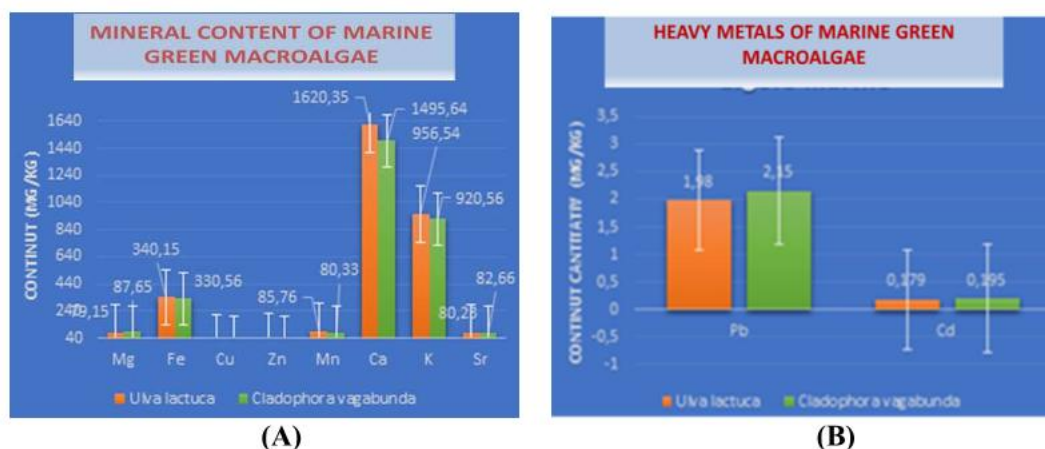 MINERAL CONTENT OF MARINE
GREEN MACROALGAE
CONTINUT (MG/KG)
1640
1440
1240
1040
840
640
440
240
40
79,15
87,65
340,15
330,56
85,76
80,33
1620,35
1495,64
956,54
920,56
80,23
82,66
Mg Fe Cu Zn Mn Ca K Sr
Ulva lactuca Cladophora vagabunda
(A)
HEAVY METALS OF MARINE GREEN
MACROALGAE
CONTINUT CANTITATIV (MG/KG)
3,5
3
2,5
2
1,5
1
0,5
0
-0,5
-1
1,98
2,15
0,179
0,195
Pb Cd
Ulva lactuca Cladophora vagabunda
(B)